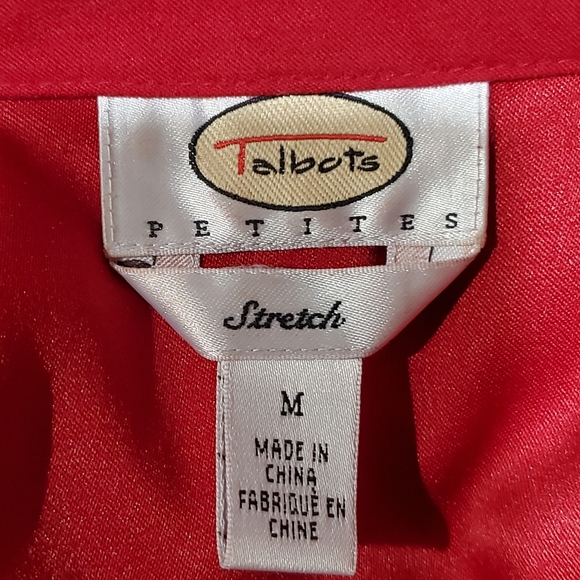 Talbots
PETITES
Stretch
M
MADE IN
CHINA
FABRIQUÈ EN
CHINE